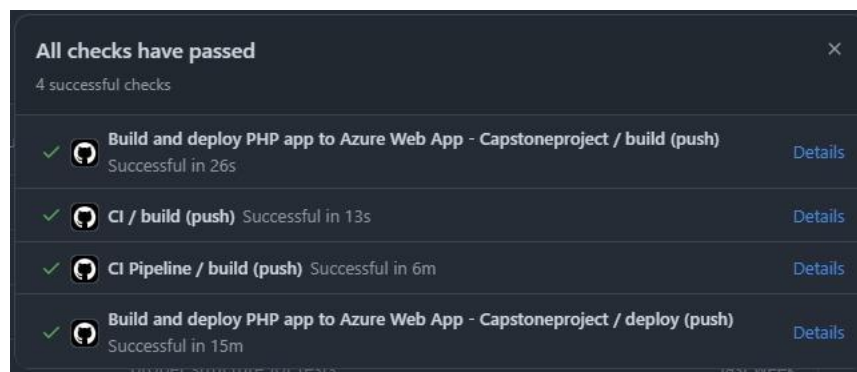 All checks have passed
4 successful checks
Build and deploy PHP app to Azure Web App - Capstoneproject / build (push)
Successful in 26s
Details
CI / build (push) Successful in 13s
Details
CI Pipeline / build (push) Successful in 6m
Details
Build and deploy PHP app to Azure Web App - Capstoneproject / deploy (push)
Successful in 15m
Details